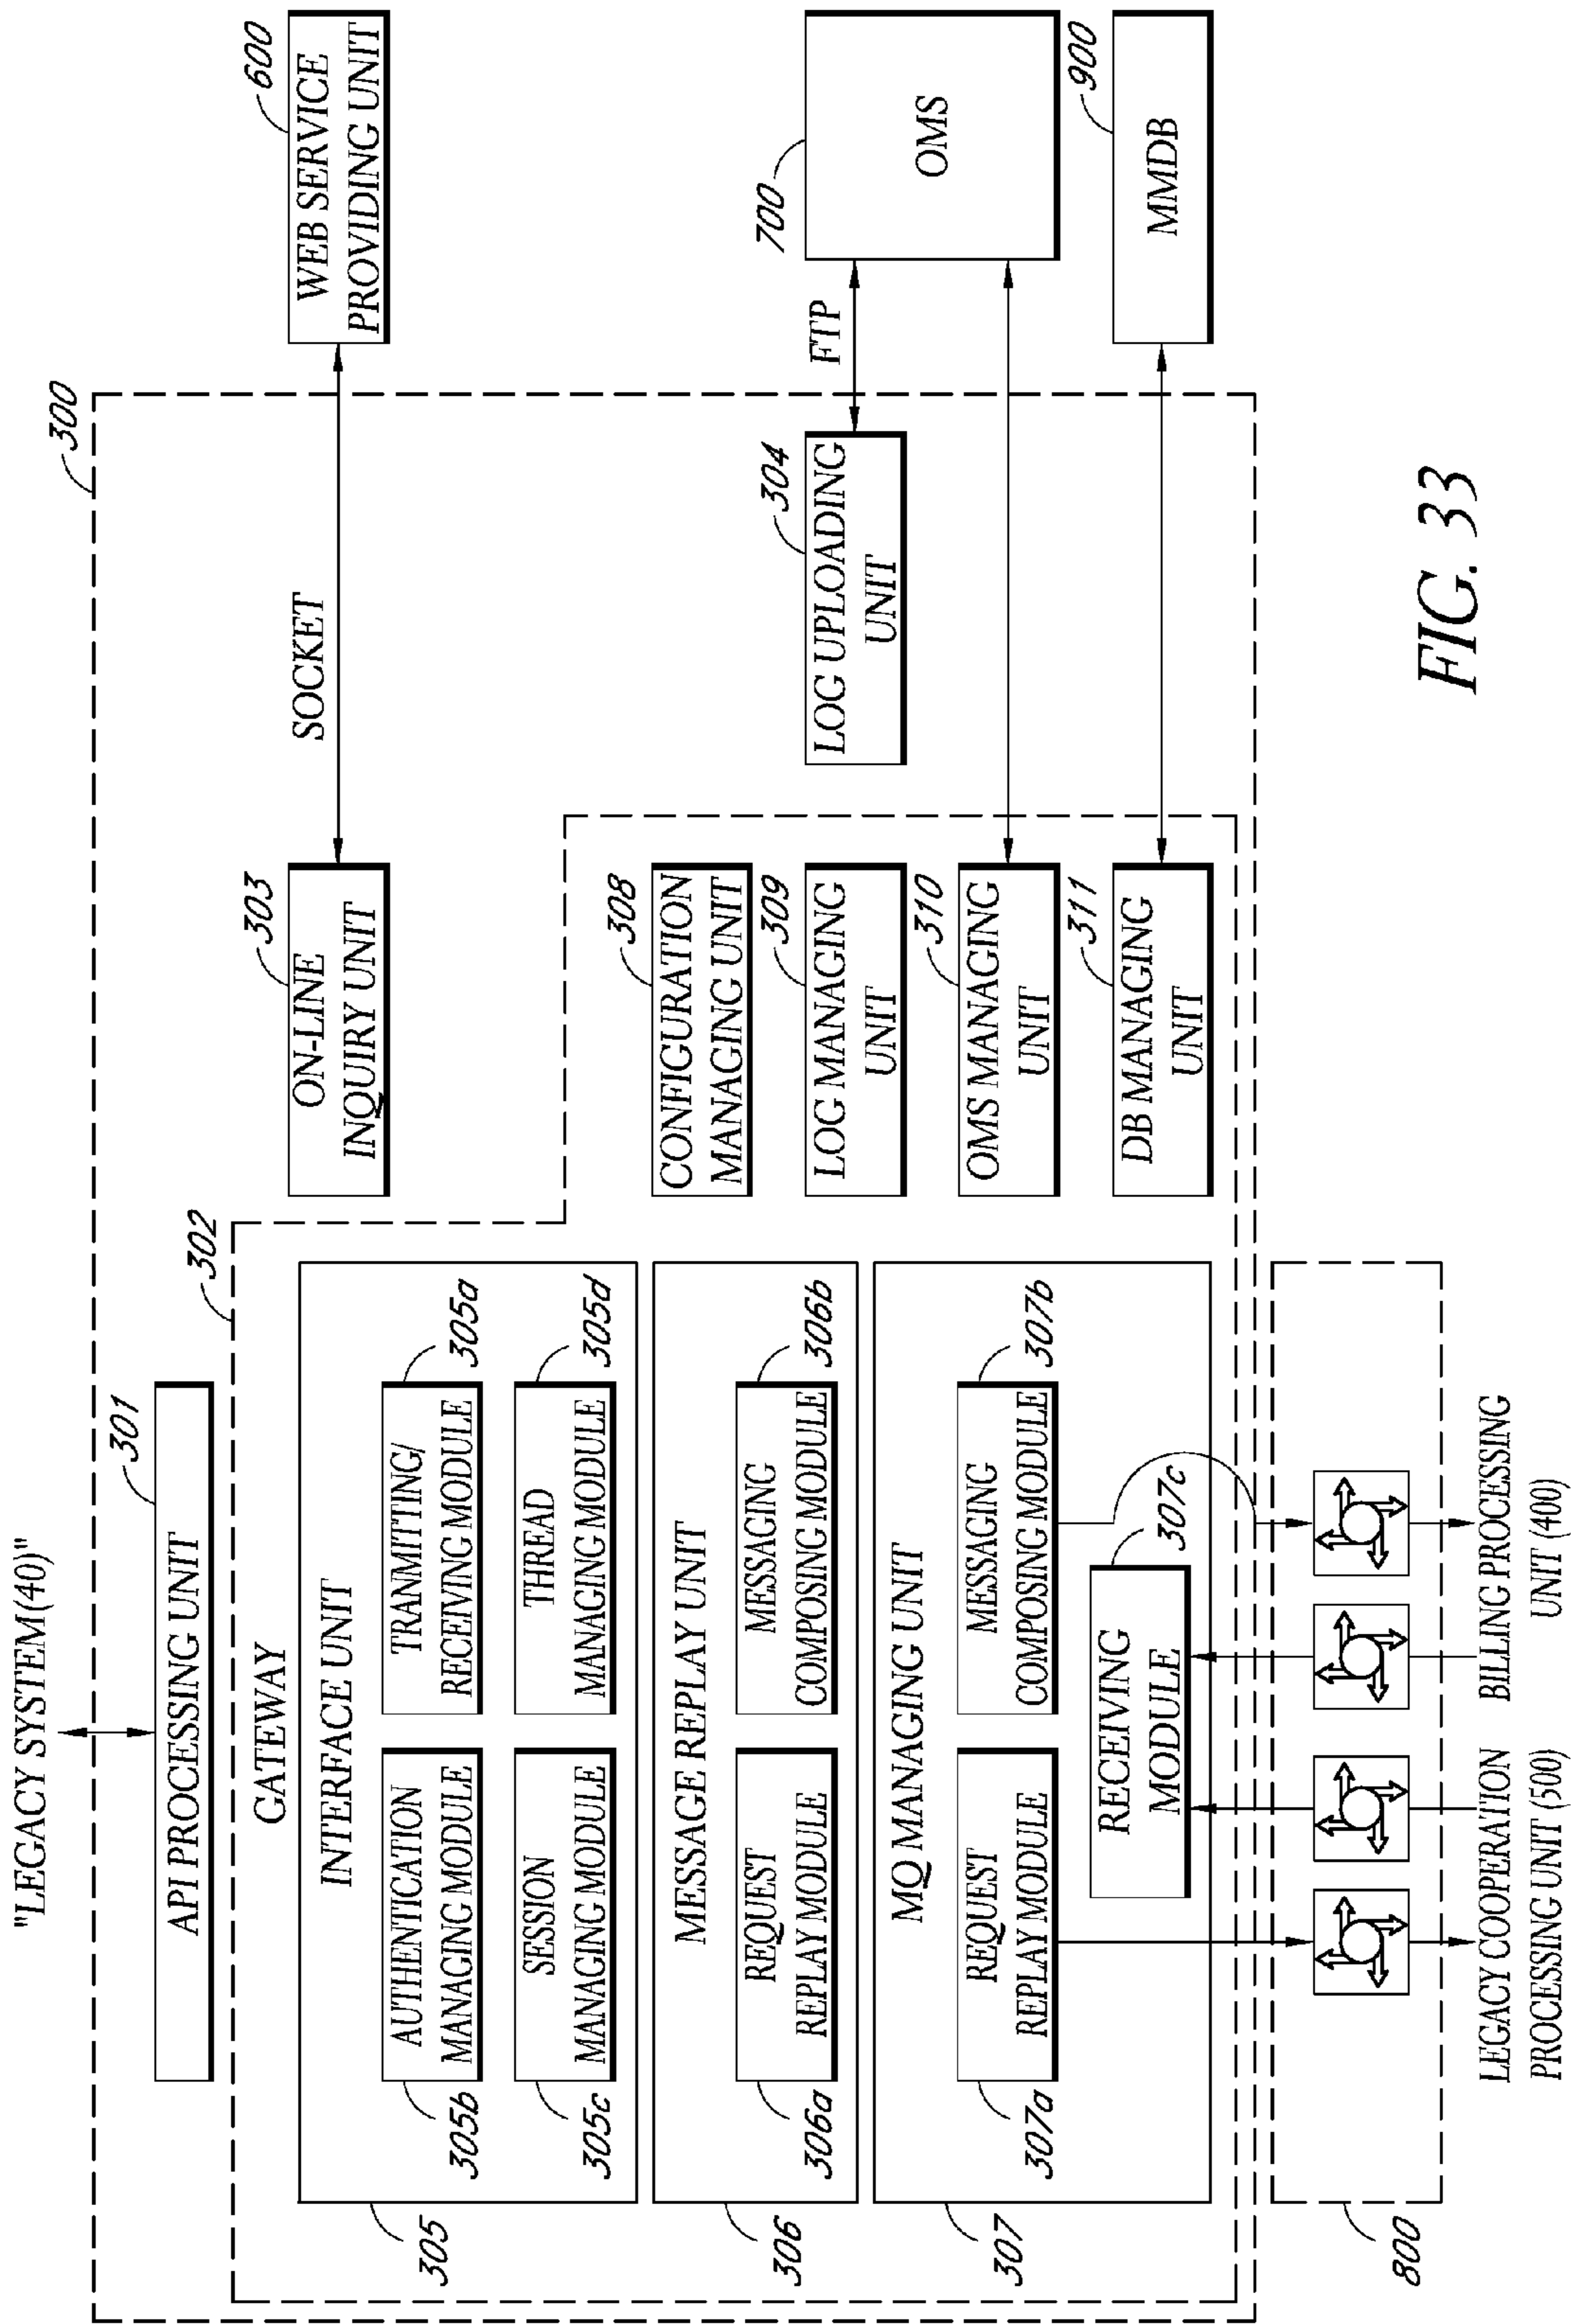 "LEGACY SYSTEM(40)"
300
301
API PROCESSING UNIT
302
GATEWAY
303
ON-LINE
INQUIRY UNIT
SOCKET
600
WEB SERVICE
PROVIDING UNIT
305
INTERFACE UNIT
305b
AUTHENTICATION
MANAGING MODULE
TRANMITTING/
RECEIVING MODULE
305a
305c
SESSION
MANAGING MODULE
THREAD
MANAGING MODULE
305d
306
MESSAGE REPLAY UNIT
306a
REQUEST
REPLAY MODULE
MESSAGING
COMPOSING MODULE
306b
307
MQ MANAGING UNIT
307a
REQUEST
REPLAY MODULE
MESSAGING
COMPOSING MODULE
307b
RECEIVING
MODULE
307c
308
CONFIGURATION
MANAGING UNIT
309
LOG MANAGING
UNIT
310
OMS MANAGING
UNIT
311
DB MANAGING
UNIT
304
LOG UPLOADING
UNIT
FTP
700
OMS
900
MMDB
800
LEGACY COOPERATION
PROCESSING UNIT (500)
BILLING PROCESSING
UNIT (400)
FIG. 33